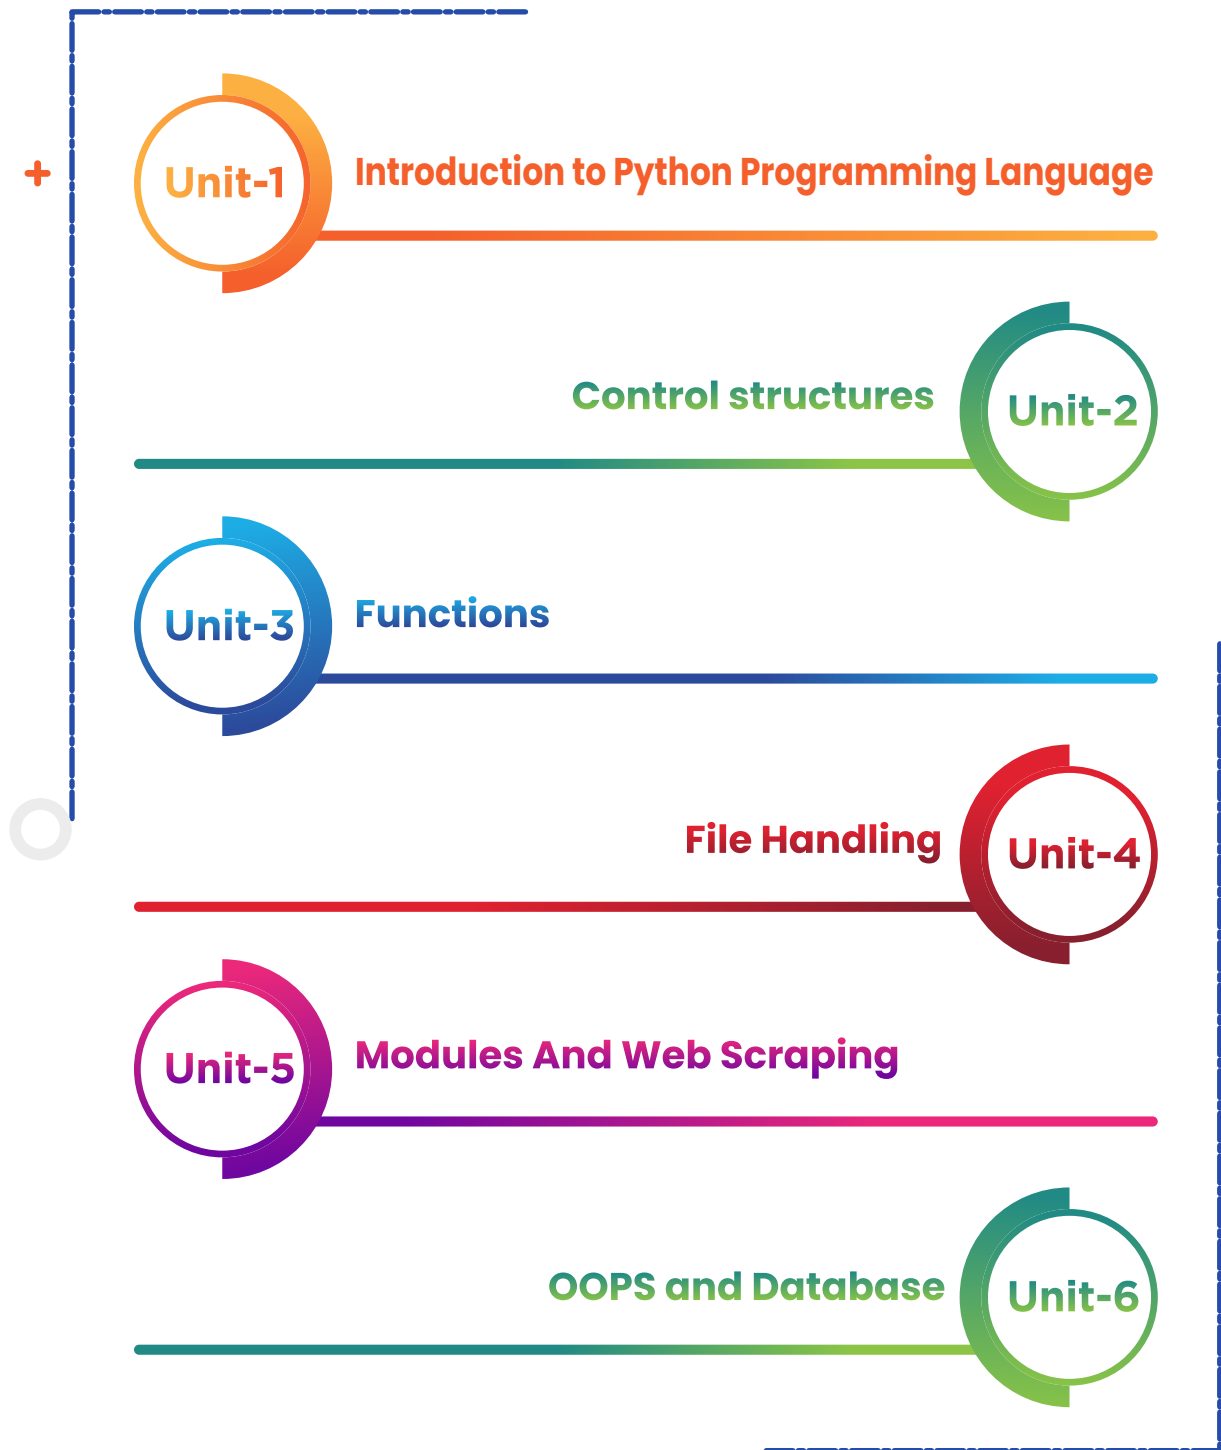 Unit-1
Introduction to Python Programming Language
Control structures
Unit-2
Unit-3
Functions
File Handling
Unit-4
Unit-5
Modules And Web Scraping
OOPS and Database
Unit-6